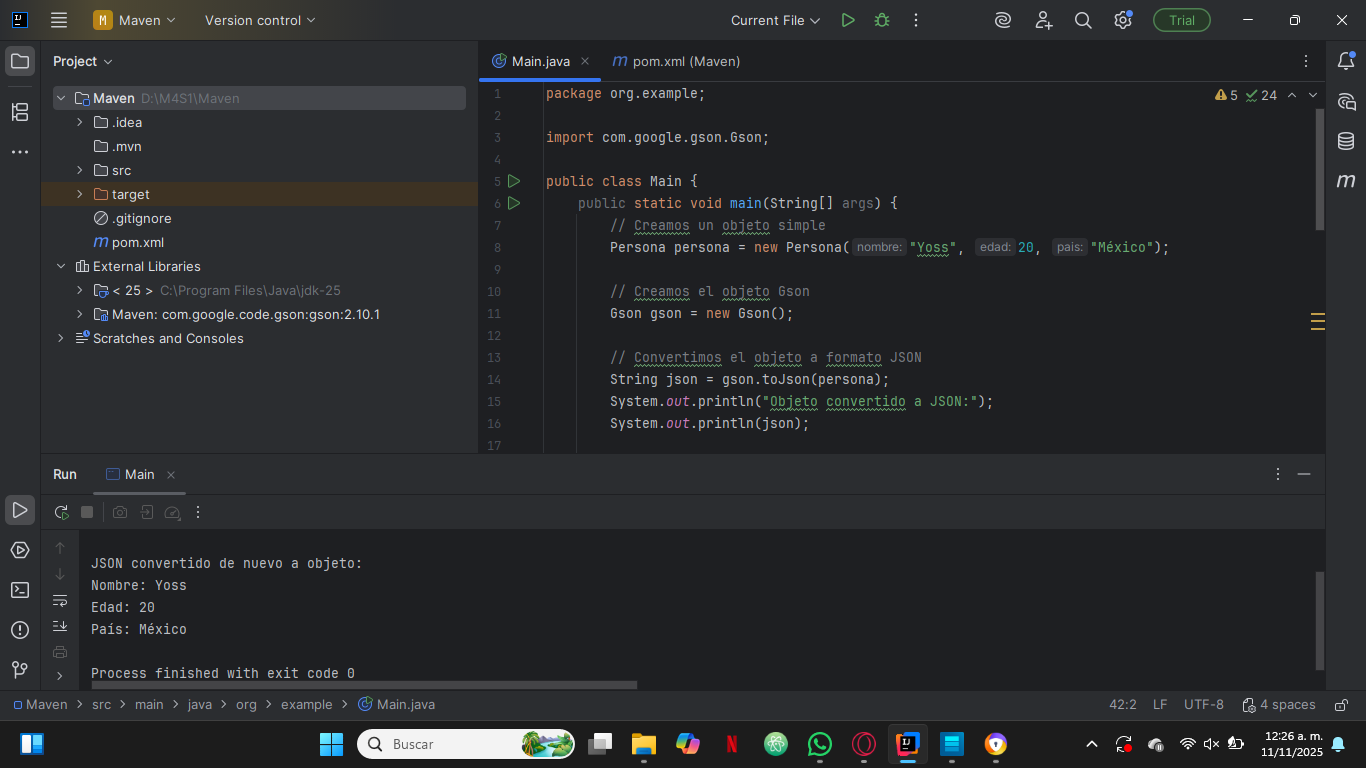 M Maven Version control Current File Trial
Project
Main.java
m pom.xml (Maven)
Maven D:\M4S1\Maven
.idea
.mvn
src
target
.gitignore
m pom.xml
External Libraries
< 25 > C:\Program Files\Java\jdk-25
Maven: com.google.code.gson:gson:2.10.1
Scratches and Consoles
5 24
1 package org.example;
2
3 import com.google.gson.Gson;
4
5 public class Main {
6 public static void main(String[] args) {
7 // Creamos un objeto simple
8 Persona persona = new Persona( nombre: "Yoss", edad: 20, pais: "México");
9
10 // Creamos el objeto Gson
11 Gson gson = new Gson();
12
13 // Convertimos el objeto a formato JSON
14 String json = gson.toJson(persona);
15 System.out.println("Objeto convertido a JSON:");
16 System.out.println(json);
17
m
Run Main
JSON convertido de nuevo a objeto:
Nombre: Yoss
Edad: 20
País: México
Process finished with exit code 0
Maven > src > main > java > org > example > Main.java 42:2 LF UTF-8 4 spaces
Buscar
12:26 a. m.
11/11/2025